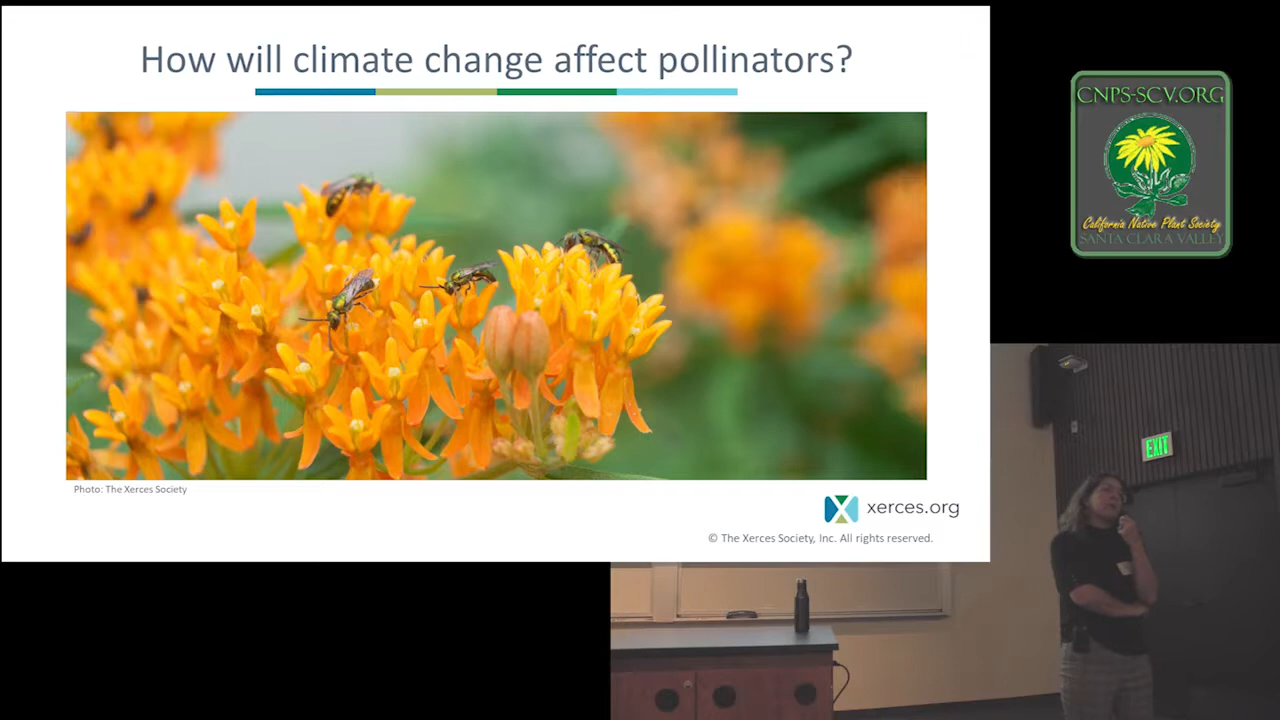 How will climate change affect pollinators?
Photo: The Xerces Society
xerces.org
© The Xerces Society, Inc. All rights reserved.
CNPS-SCV.ORG
California Native Plant Society
SANTA CLARA VALLEY
EXIT